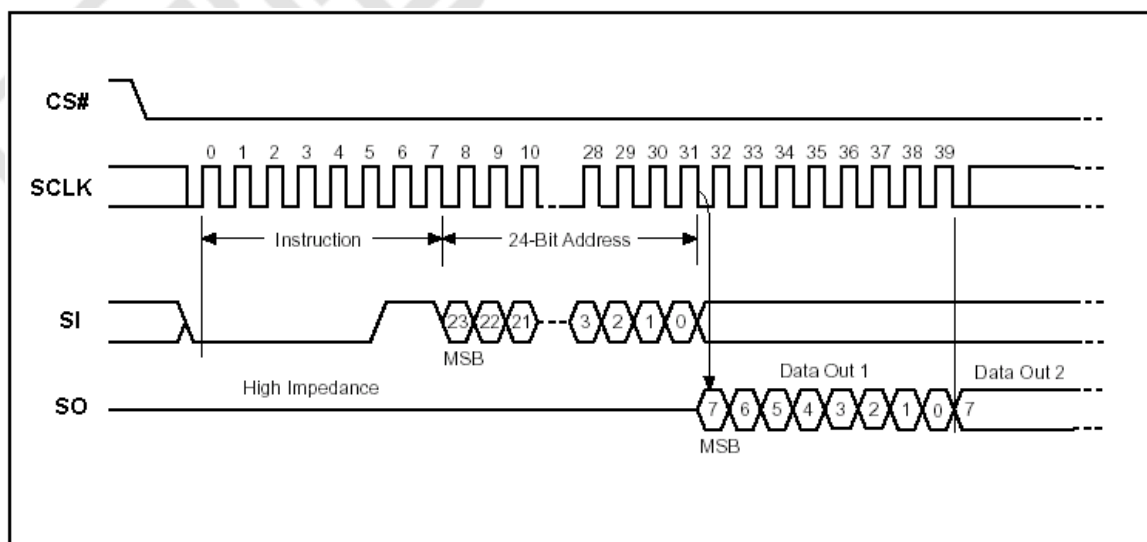 CS#
0 1 2 3 4 5 6 7 8 9 10 28 29 30 31 32 33 34 35 36 37 38 39
SCLK
Instruction 24-Bit Address
SI 23 22 21 3 2 1 0
MSB
High Impedance Data Out 1 Data Out 2
SO 7 6 5 4 3 2 1 0 7
MSB